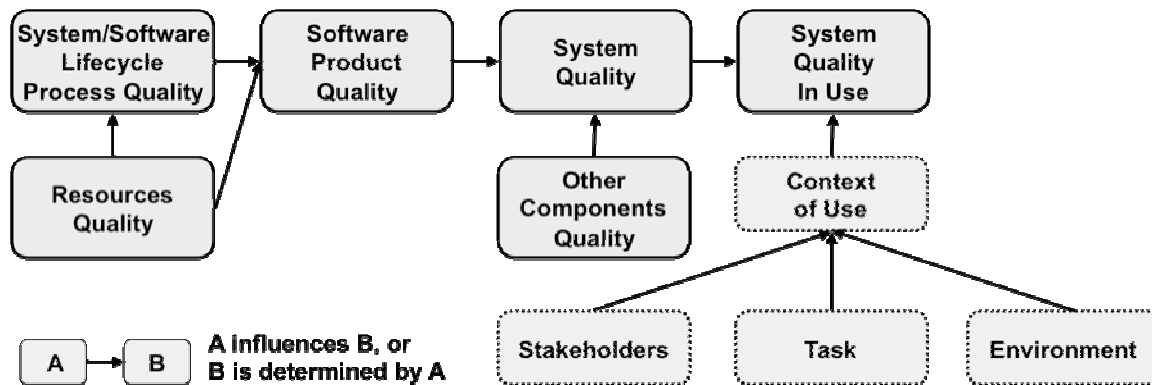 System/Software
Lifecycle
Process Quality
Software
Product
Quality
System
Quality
System
Quality
In Use
Resources
Quality
Other
Components
Quality
Context
of Use
Stakeholders
Task
Environment
A
B
A influences B, or
B is determined by A